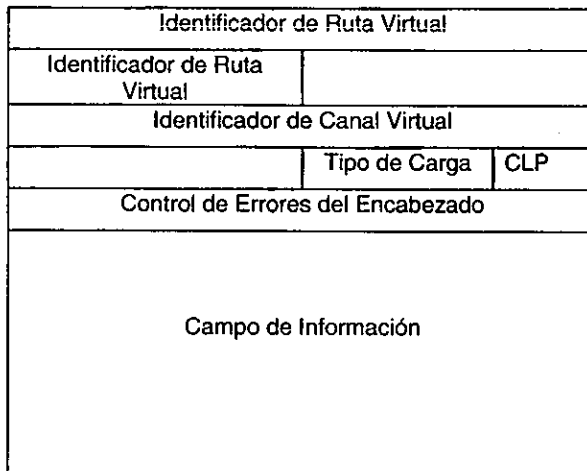 Identificador de Ruta Virtual
Identificador de Ruta
Virtual
Identificador de Canal Virtual
Tipo de Carga CLP
Control de Errores del Encabezado
Campo de Información